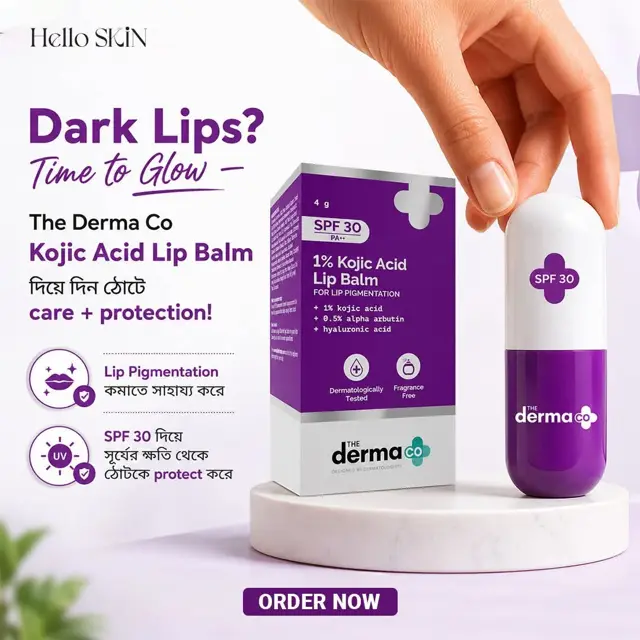 Hello SKiN
Dark Lips?
Time to Glow
The Derma Co
Kojic Acid Lip Balm
দিয়ে দিন ঠোটে
care + protection!
Lip Pigmentation
কমাতে সাহায্য করে
UV
SPF 30 দিয়ে
সূর্যের ক্ষতি থেকে
ঠোটকে protect করে
4 g
SPF 30
PA++
1% Kojic Acid
Lip Balm
FOR LIP PIGMENTATION
+ 1% kojic acid
+ 0.5% alpha arbutin
+ hyaluronic acid
Dermatologically
Tested
Fragrance
Free
THE
derma co
SPF 30
THE
derma co
ORDER NOW